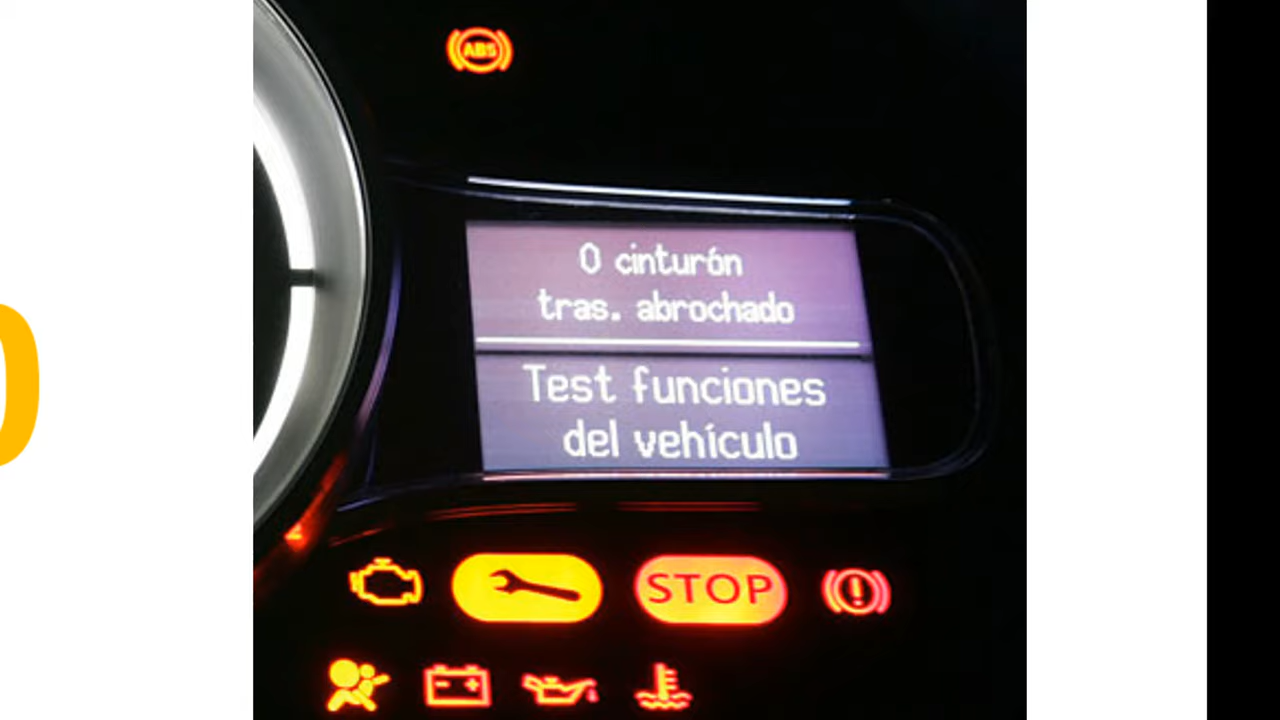 ABS
0 cinturón
tras. abrochado
Test funciones
del vehículo
STOP